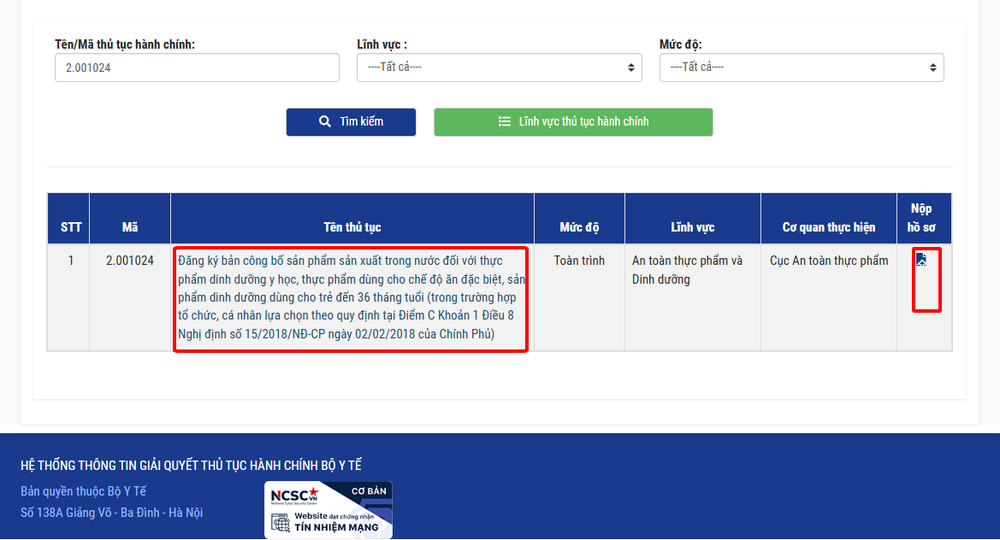 Tên/Mã thủ tục hành chính:
Lĩnh vực :
Mức độ:
2.001024
----Tất cả----
----Tất cả----
Tìm kiếm
Lĩnh vực thủ tục hành chính
STT
Mã
Tên thủ tục
Mức độ
Lĩnh vực
Cơ quan thực hiện
Nộp
hồ sơ
1
2.001024
Đăng ký bản công bố sản phẩm sản xuất trong nước đối với thực
phẩm dinh dưỡng y học, thực phẩm dùng cho chế độ ăn đặc biệt, sản
phẩm dinh dưỡng dùng cho trẻ đến 36 tháng tuổi (trong trường hợp
tổ chức, cá nhân lựa chọn theo quy định tại Điểm C Khoản 1 Điều 8
Nghị định số 15/2018/NĐ-CP ngày 02/02/2018 của Chính Phủ)
Toàn trình
An toàn thực phẩm và
Dinh dưỡng
Cục An toàn thực phẩm
HỆ THỐNG THÔNG TIN GIẢI QUYẾT THỦ TỤC HÀNH CHÍNH BỘ Y TẾ
Bản quyền thuộc Bộ Y Tế
Số 138A Giảng Võ - Ba Đình - Hà Nội
NCSC VN
National Cyber Security Center
CƠ BẢN
Website đạt chứng nhận
TÍN NHIỆM MẠNG